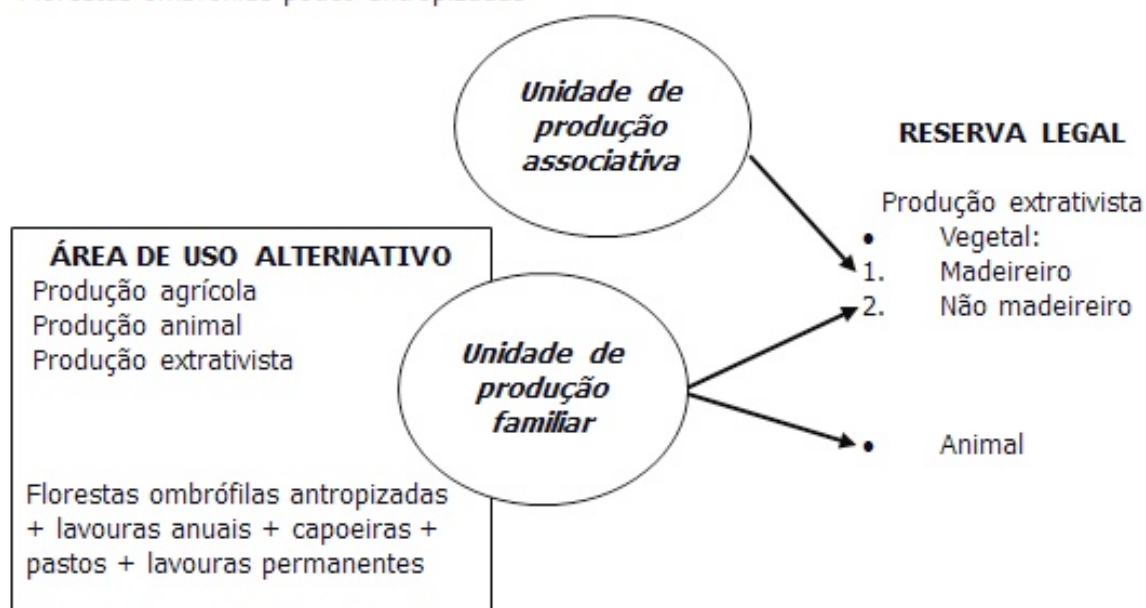 Unidade de
produção
associativa
RESERVA LEGAL
Produção extrativista
• Vegetal:
1. Madeireiro
2. Não madeireiro
• Animal
ÁREA DE USO ALTERNATIVO
Produção agrícola
Produção animal
Produção extrativista
Unidade de
produção
familiar
Florestas ombrófilas antropizadas
+ lavouras anuais + capoeiras +
pastos + lavouras permanentes